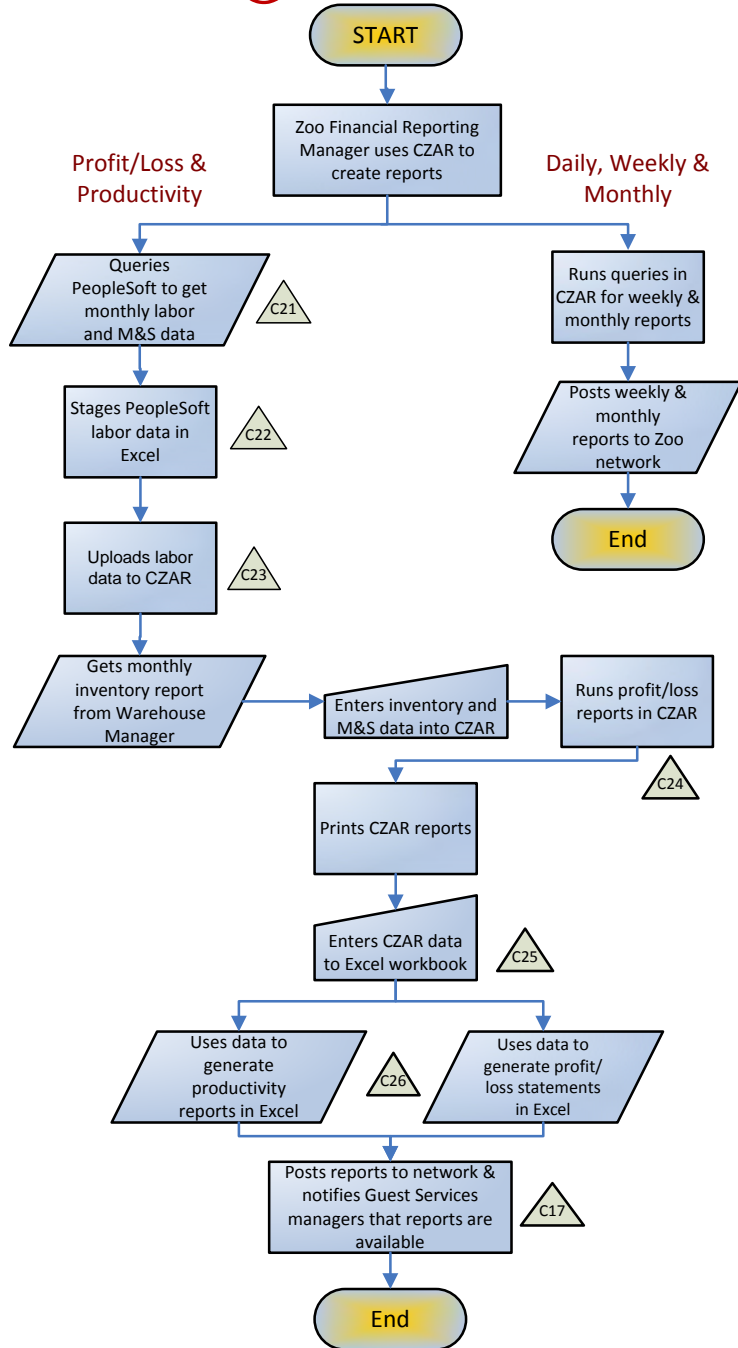 START
Zoo Financial Reporting
Manager uses CZAR to
create reports
Profit/Loss &
Productivity
Daily, Weekly &
Monthly
Queries
PeopleSoft to get
monthly labor
and M&S data
C21
Runs queries in
CZAR for weekly &
monthly reports
Stages PeopleSoft
labor data in
Excel
C22
Posts weekly &
monthly
reports to Zoo
network
End
Uploads labor
data to CZAR
C23
Gets monthly
inventory report
from Warehouse
Manager
Enters inventory and
M&S data into CZAR
Runs profit/loss
reports in CZAR
C24
Prints CZAR reports
Enters CZAR data
to Excel workbook
C25
Uses data to
generate
productivity
reports in Excel
C26
Uses data to
generate profit/
loss statements
in Excel
Posts reports to network &
notifies Guest Services
managers that reports are
available
C17
End